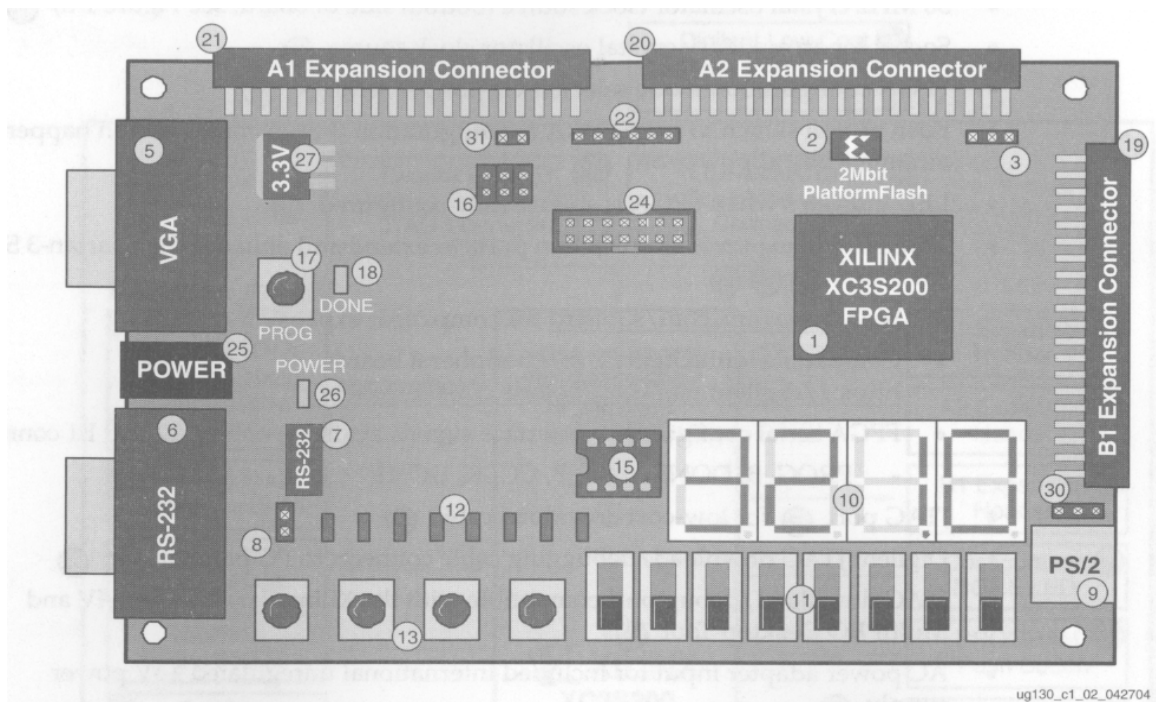 21
A1 Expansion Connector
20
A2 Expansion Connector
5
VGA
27
3.3V
31
22
2
2Mbit
PlatformFlash
3
19
B1 Expansion Connector
16
24
17
PROG
18
DONE
XILINX
XC3S200
FPGA
1
25
POWER
POWER
26
6
RS-232
7
RS-232
8
12
15
10
30
PS/2
9
13
11
ug130_c1_02_042704